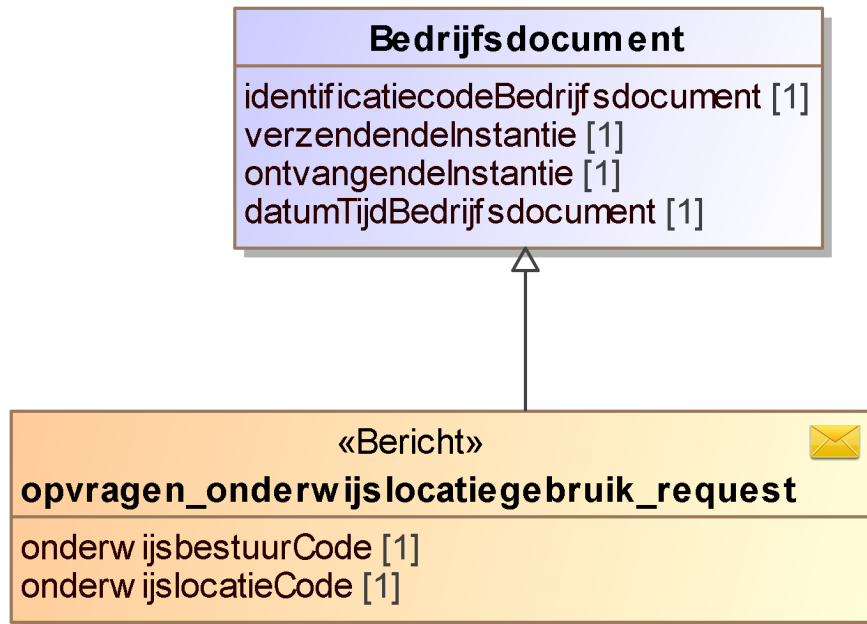 Bedrijfsdocument
identificatiecodeBedrijfsdocument [1]
verzendendeInstantie [1]
ontvangendeInstantie [1]
datumTijdBedrijfsdocument [1]
«Bericht»
opvragen_onderwijslocatiegebruik_request
onderwijsbestuurCode [1]
onderwijslocatieCode [1]